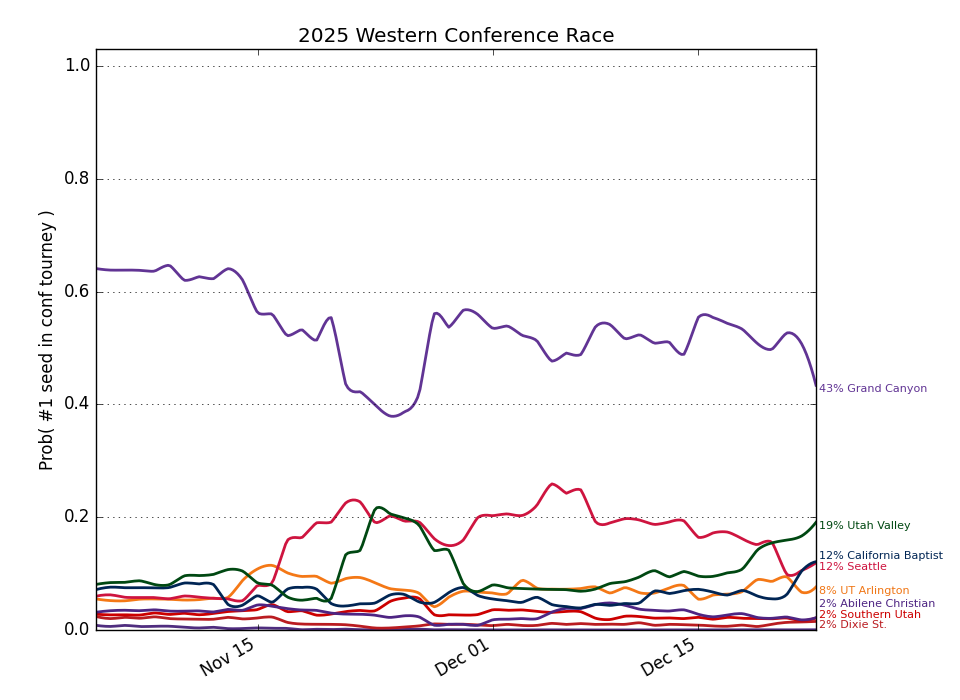 2025 Western Conference Race
Prob( #1 seed in conf tourney )
1.0
0.8
0.6
0.4
0.2
0.0
Nov 15
Dec 01
Dec 15
43% Grand Canyon
19% Utah Valley
12% California Baptist
12% Seattle
8% UT Arlington
2% Abilene Christian
2% Southern Utah
2% Dixie St.